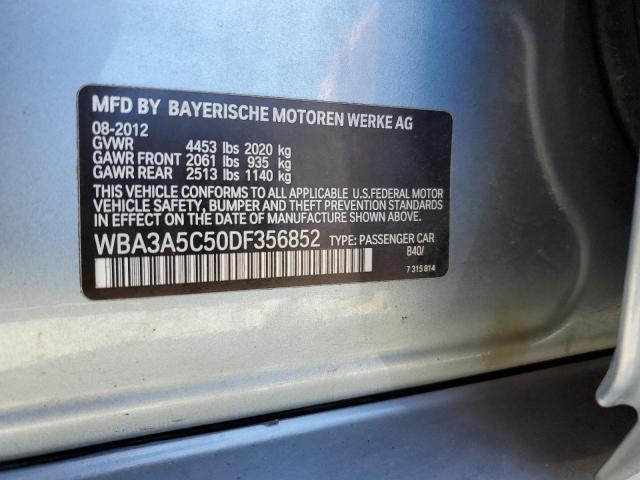 MFD BY BAYERISCHE MOTOREN WERKE AG
08-2012
GVWR 4453 lbs 2020 kg
GAWR FRONT 2061 lbs 935 kg
GAWR REAR 2513 lbs 1140 kg
THIS VEHICLE CONFORMS TO ALL APPLICABLE U.S.FEDERAL MOTOR
VEHICLE SAFETY, BUMPER AND THEFT PREVENTION STANDARDS
IN EFFECT ON THE DATE OF MANUFACTURE SHOWN ABOVE.
WBA3A5C50DF356852 TYPE: PASSENGER CAR
B40/
7 315 814